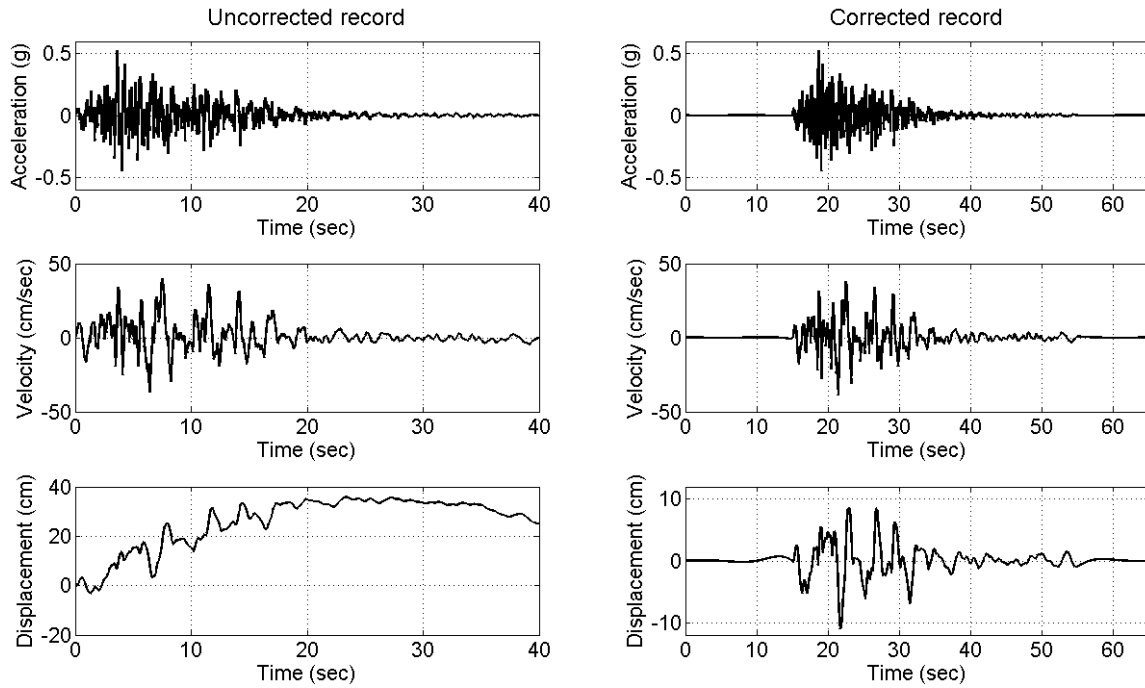 Uncorrected record
Acceleration (g)
0.5
0
-0.5
0 10 20 30 40
Time (sec)
Velocity (cm/sec)
50
0
-50
0 10 20 30 40
Time (sec)
Displacement (cm)
40
20
0
-20
0 10 20 30 40
Time (sec)
Corrected record
Acceleration (g)
0.5
0
-0.5
0 10 20 30 40 50 60
Time (sec)
Velocity (cm/sec)
50
0
-50
0 10 20 30 40 50 60
Time (sec)
Displacement (cm)
10
0
-10
0 10 20 30 40 50 60
Time (sec)